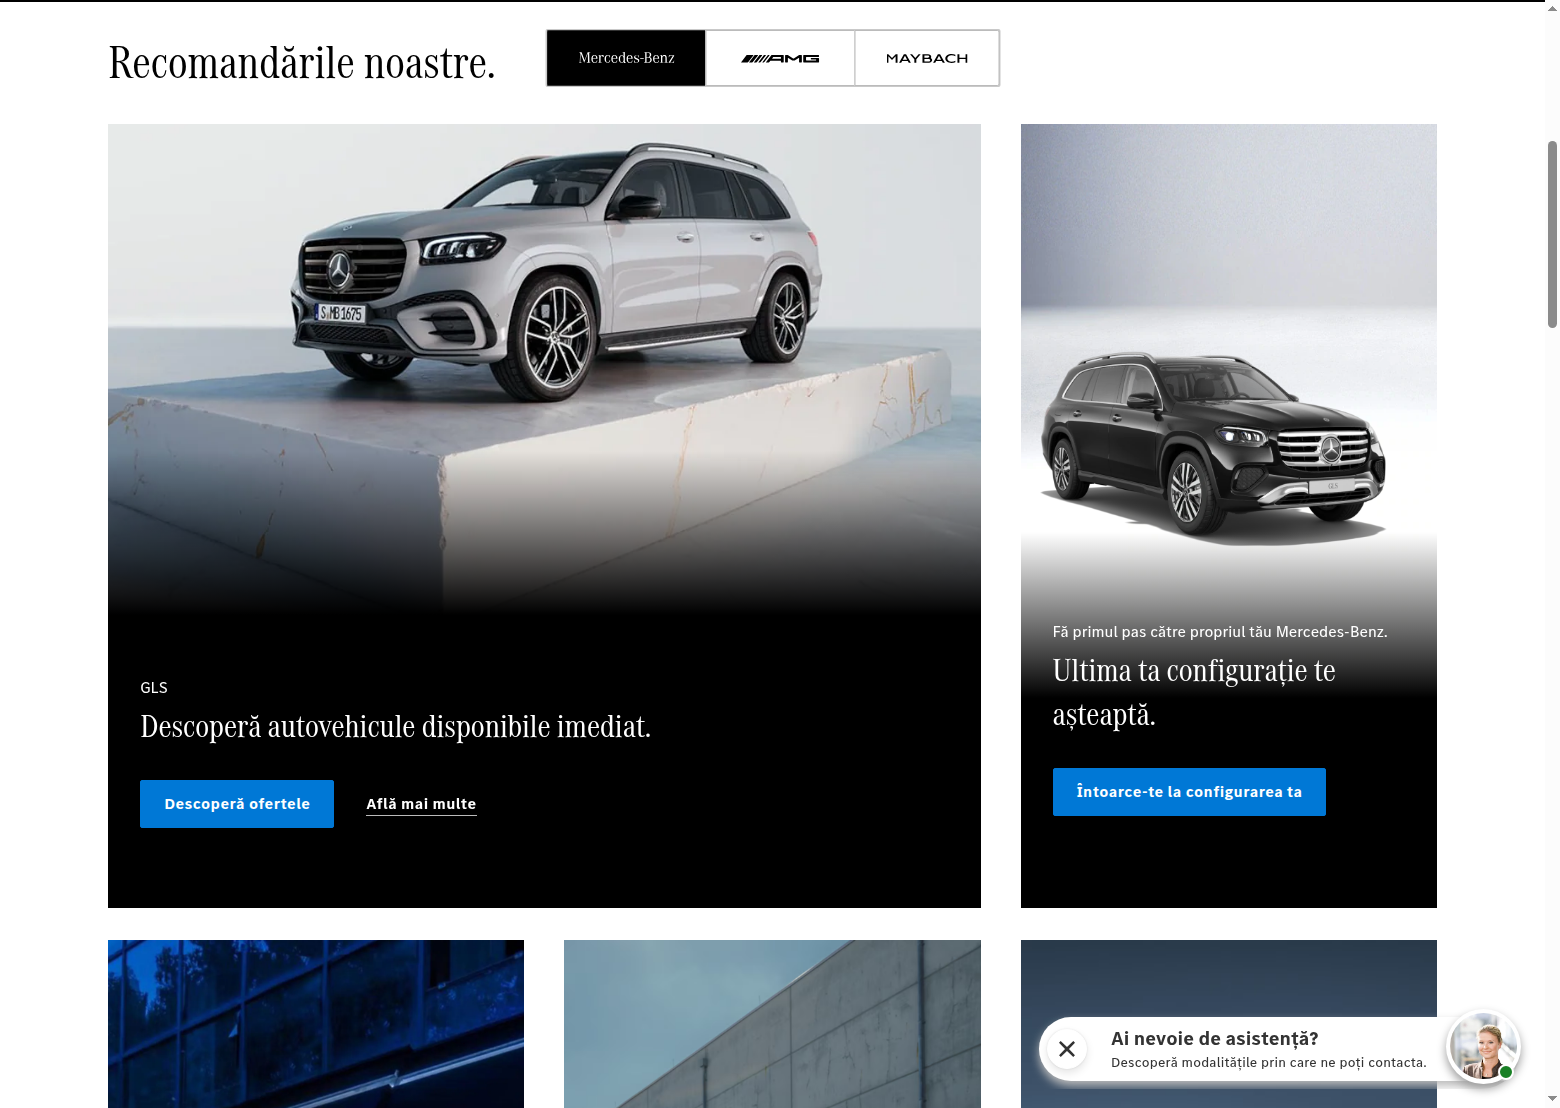 Recomandările noastre.
Mercedes-Benz
AMG
MAYBACH
S MB 1675
GLS
GLS
Descoperă autovehicule disponibile imediat.
Descoperă ofertele
Află mai multe
Fă primul pas către propriul tău Mercedes-Benz.
Ultima ta configurație te
așteaptă.
Întoarce-te la configurarea ta
Ai nevoie de asistență?
Descoperă modalitățile prin care ne poți contacta.